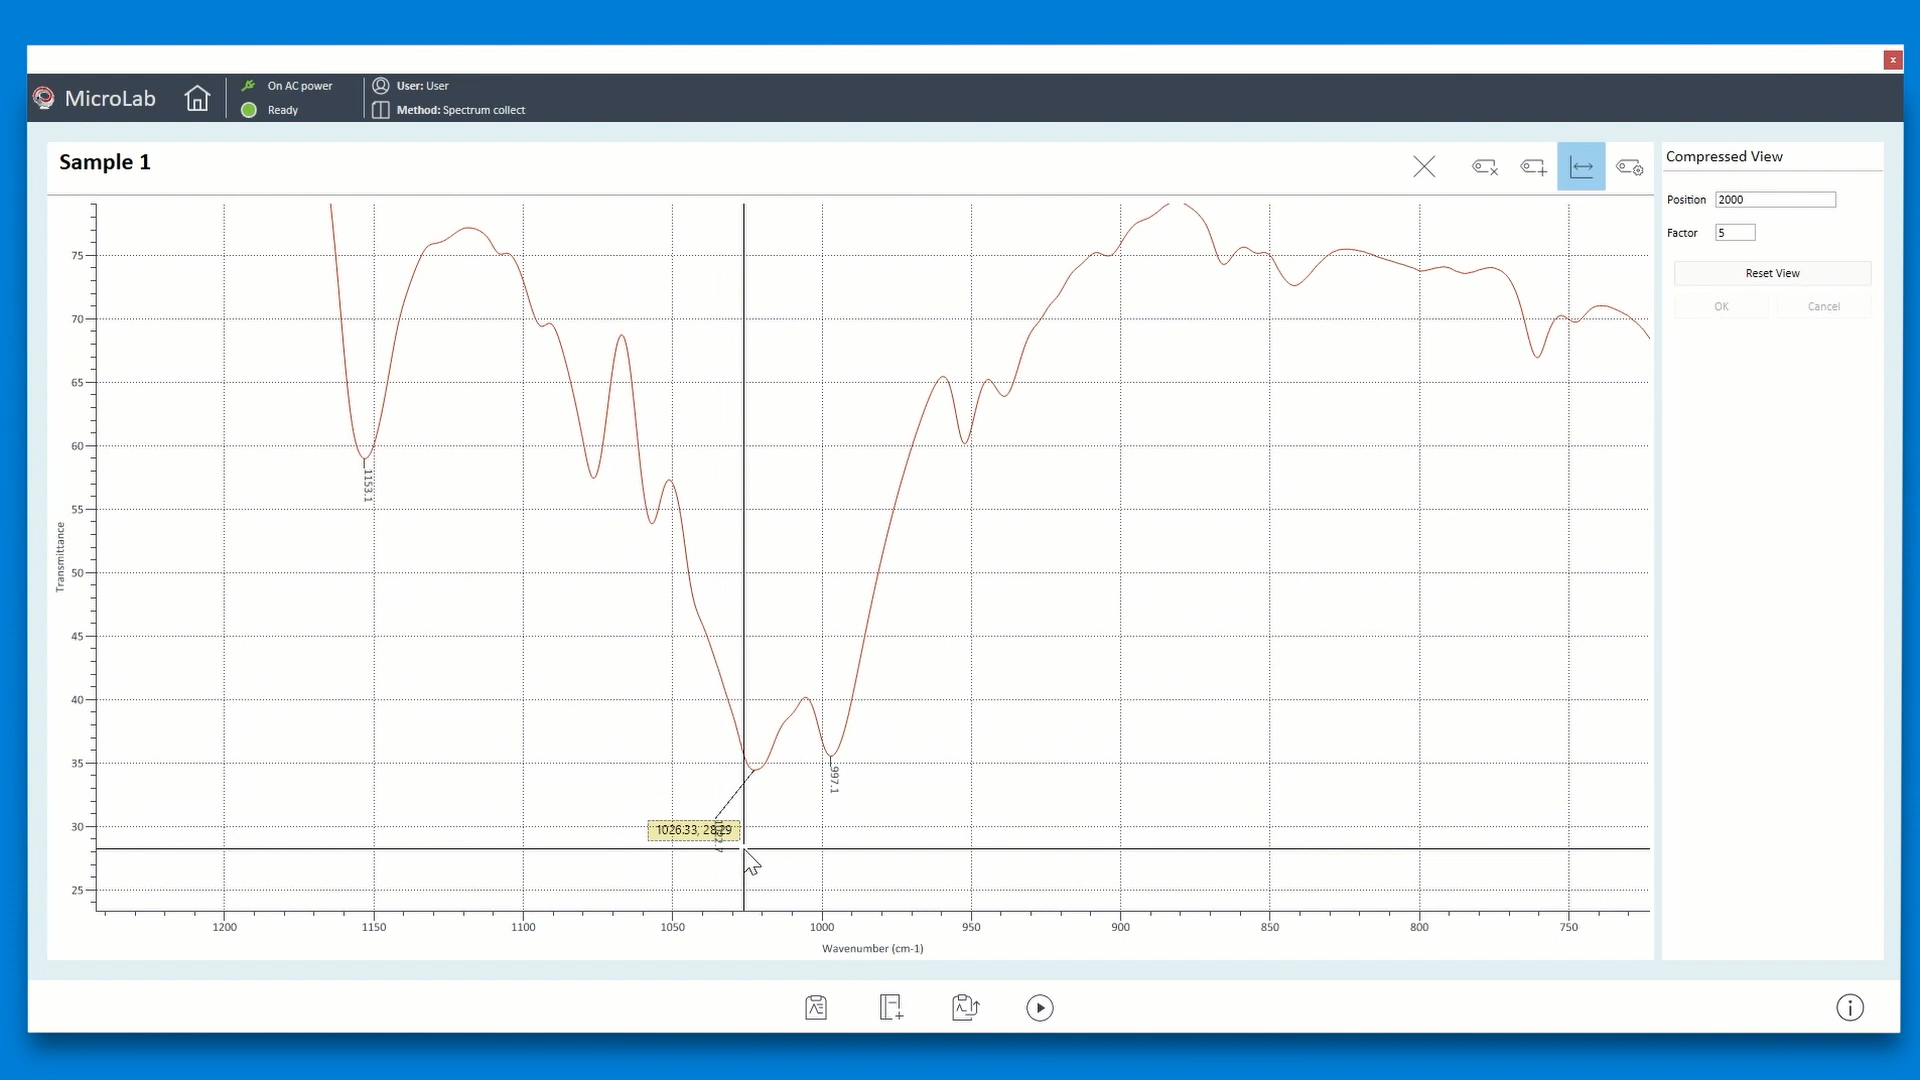 x
MicroLab
On AC power
Ready
User: User
Method: Spectrum collect
Sample 1
Compressed View
Position 2000
Factor 5
Reset View
OK Cancel
75
70
65
60
55
50
45
40
35
30
25
Transmittance
1153.1
997.1
1026.33, 28.29
1200 1150 1100 1050 1000 950 900 850 800 750
Wavenumber (cm-1)